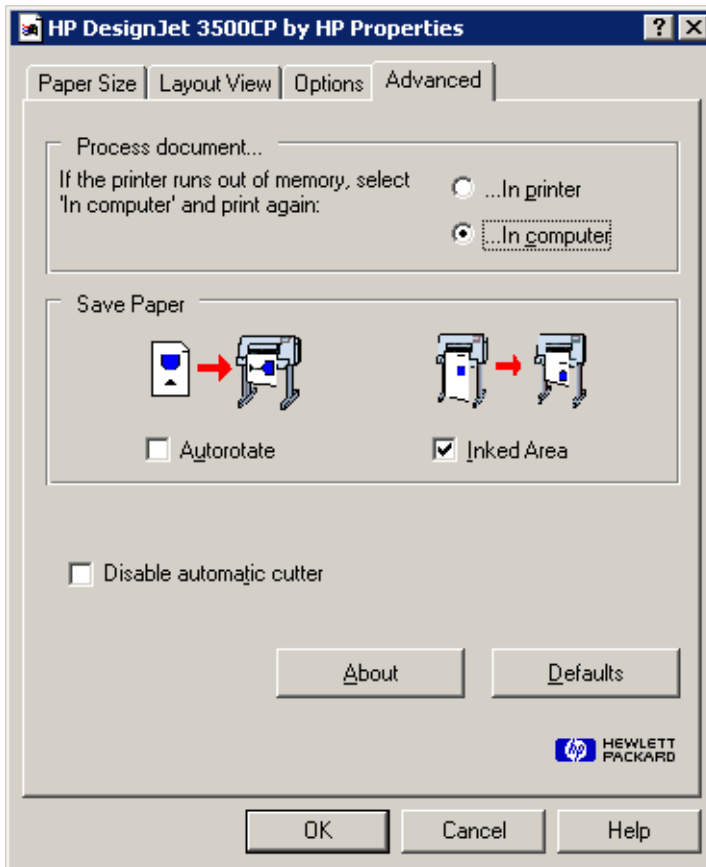 HP DesignJet 3500CP by HP Properties
Paper Size
Layout View
Options
Advanced
Process document...
If the printer runs out of memory, select
'In computer' and print again:
...In printer
...In computer
Save Paper
Autorotate
Inked Area
Disable automatic cutter
About
Defaults
hp
HEWLETT
PACKARD
OK
Cancel
Help